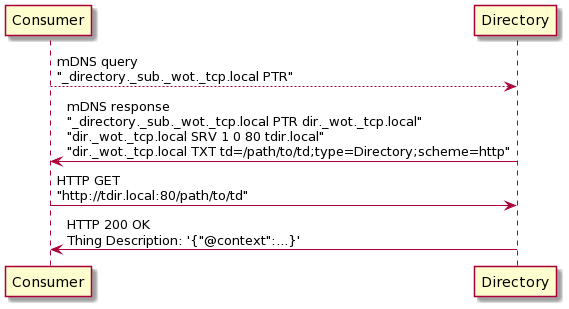 Consumer
Directory
mDNS query
"_directory._sub._wot._tcp.local PTR"
mDNS response
"_directory._sub._wot._tcp.local PTR dir._wot._tcp.local"
"dir._wot._tcp.local SRV 1 0 80 tdir.local"
"dir._wot._tcp.local TXT td=/path/to/td;type=Directory;scheme=http"
HTTP GET
"http://tdir.local:80/path/to/td"
HTTP 200 OK
Thing Description: '{"@context":...}'
Consumer
Directory